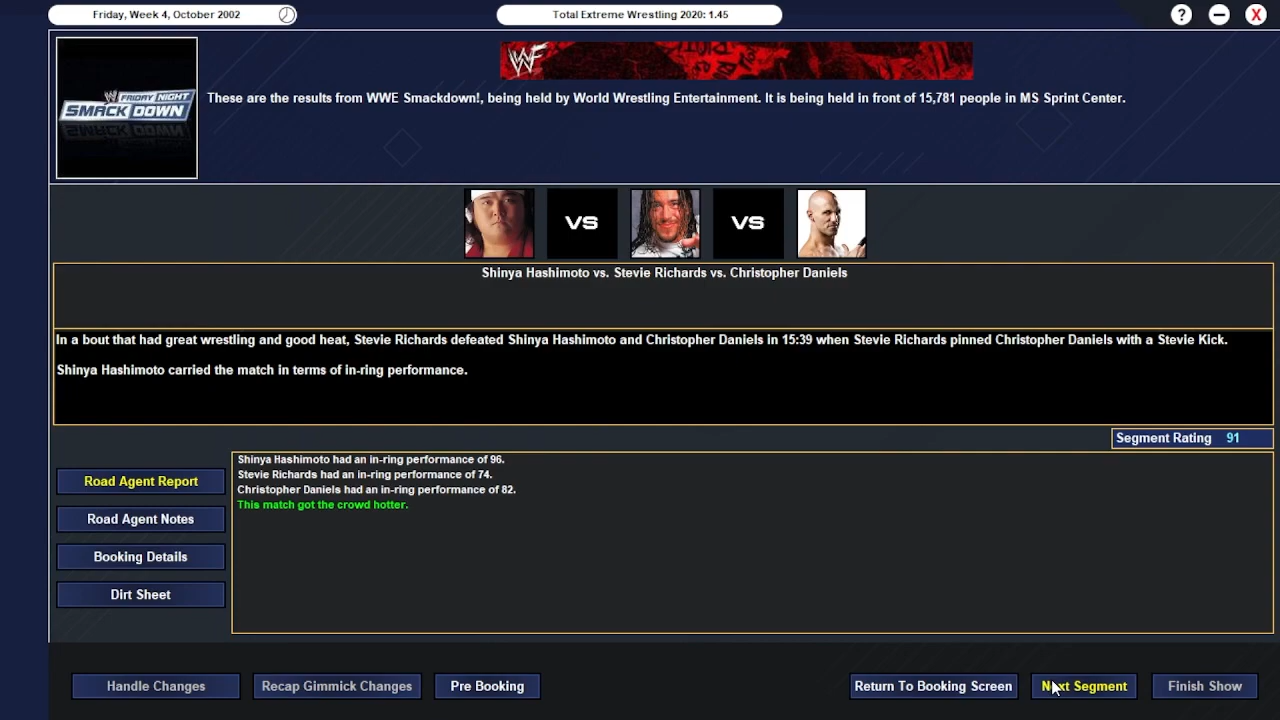 Friday, Week 4, October 2002
Total Extreme Wrestling 2020: 1.45
?
X
FRIDAY NIGHT
SMACK DOWN
These are the results from WWE Smackdown!, being held by World Wrestling Entertainment. It is being held in front of 15,781 people in MS Sprint Center.
VS
VS
Shinya Hashimoto vs. Stevie Richards vs. Christopher Daniels
In a bout that had great wrestling and good heat, Stevie Richards defeated Shinya Hashimoto and Christopher Daniels in 15:39 when Stevie Richards pinned Christopher Daniels with a Stevie Kick.
Shinya Hashimoto carried the match in terms of in-ring performance.
Segment Rating 91
Road Agent Report
Road Agent Notes
Booking Details
Dirt Sheet
Shinya Hashimoto had an in-ring performance of 96.
Stevie Richards had an in-ring performance of 74.
Christopher Daniels had an in-ring performance of 82.
This match got the crowd hotter.
Handle Changes
Recap Gimmick Changes
Pre Booking
Return To Booking Screen
Next Segment
Finish Show